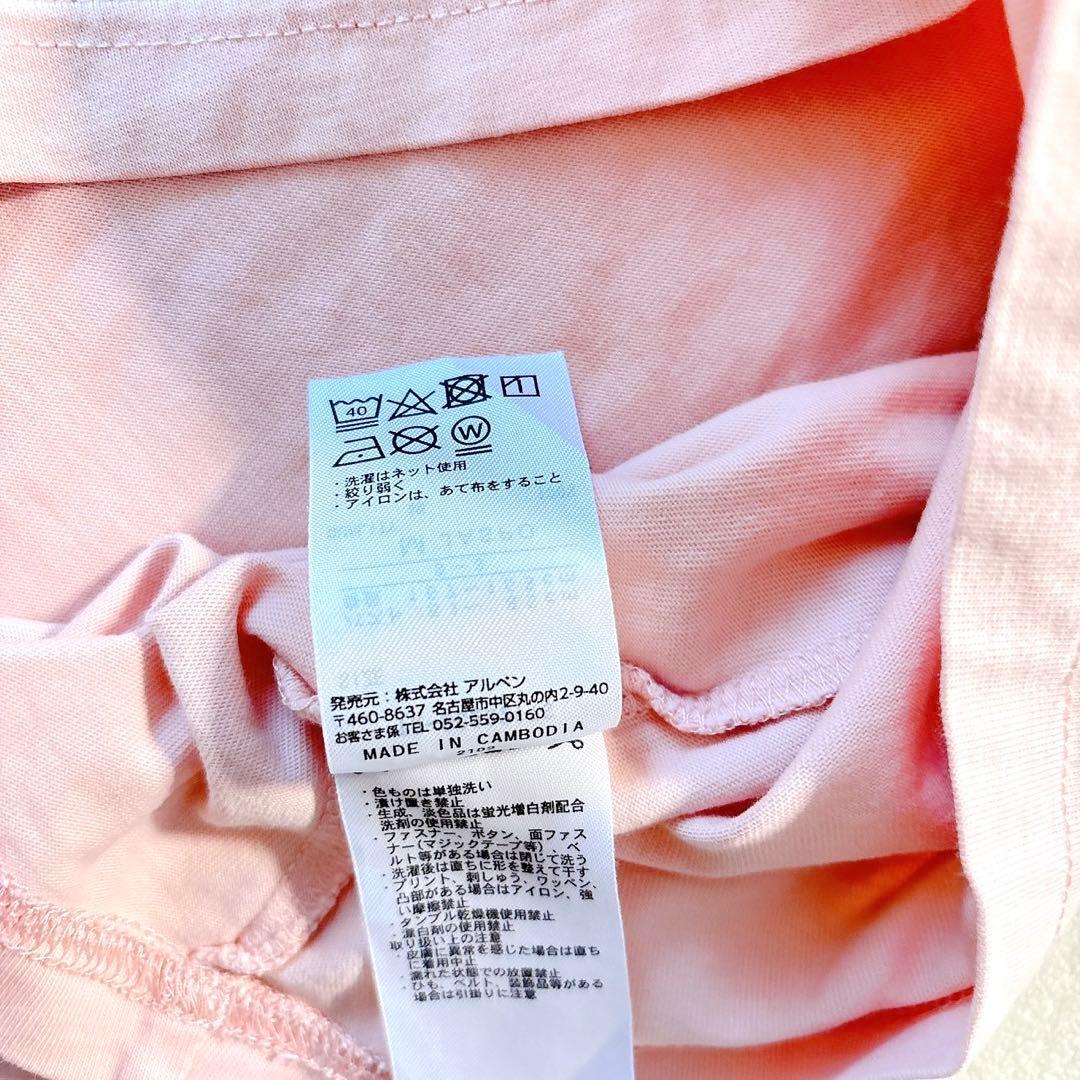 40
1
W
・洗濯はネット使用
・絞り弱く
・アイロンは、あて布をすること
発売元：株式会社 アルペン
〒460-8637 名古屋市中区丸の内2-9-40
お客さま係 TEL 052-559-0160
MADE IN CAMBODIA
・色ものは単独洗い
・漬け置き禁止
・生成、淡色品は蛍光増白剤配合
洗剤の使用禁止
・ファスナー、ボタン、面ファス
ナー(マジックテープ等)、ベ
ルト等がある場合は閉じて洗う
・洗濯後は直ちに形を整えて干す
・プリント、刺しゅう、ワッペン、
凸部がある場合はアイロン、強
い摩擦禁止
・タンブル乾燥機使用禁止
・漂白剤の使用禁止
取り扱い上の注意
・皮膚に異常を感じた場合は直ち
に着用中止
・濡れた状態での放置禁止
・ひも、ベルト、装飾品等がある
場合は引掛りに注意